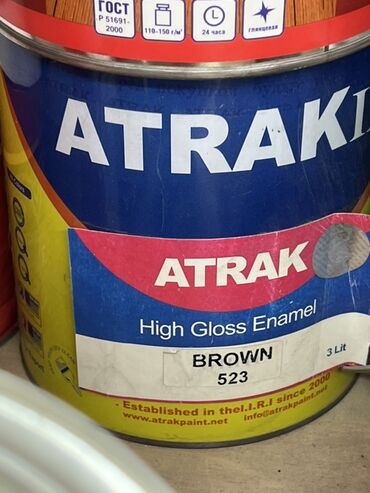 ГОСТ
Р 51691-
2000
110-150 г/м²
24 часа
глянцевая
ATRAK
ATRAK
High Gloss Enamel
BROWN
523
3 Lit
Established in theI.R.I since 2000
www.atrakpaint.net info@atrakpaint.net